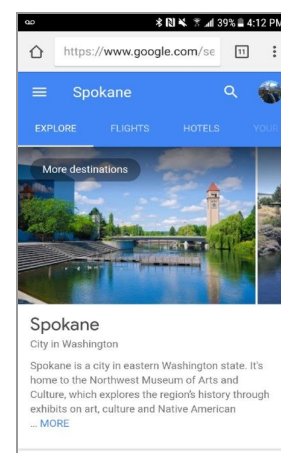 39% 4:12 PM
https://www.google.com/se
11
Spokane
EXPLORE FLIGHTS HOTELS YOUR
More destinations
Spokane
City in Washington
Spokane is a city in eastern Washington state. It's
home to the Northwest Museum of Arts and
Culture, which explores the region's history through
exhibits on art, culture and Native American
... MORE